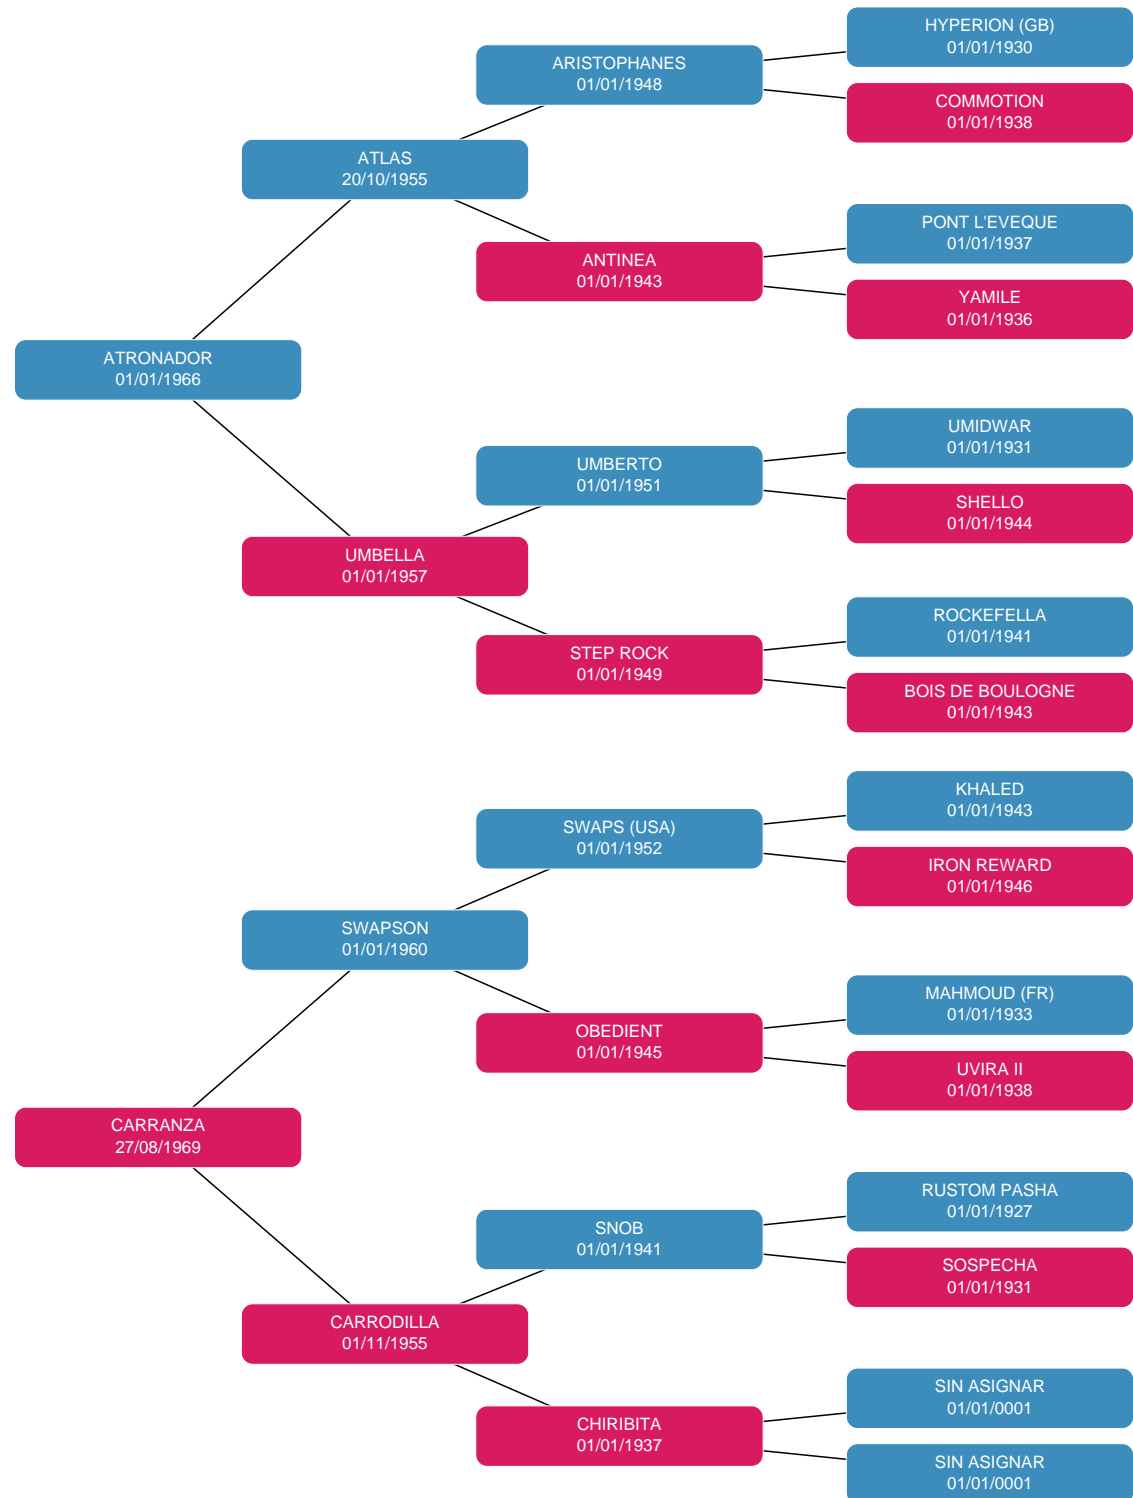 HYPERION (GB)
01/01/1930
ARISTOPHANES
01/01/1948
COMMOTION
01/01/1938
ATLAS
20/10/1955
PONT L'EVEQUE
01/01/1937
ANTINEA
01/01/1943
YAMILE
01/01/1936
ATRONADOR
01/01/1966
UMIDWAR
01/01/1931
UMBERTO
01/01/1951
SHELLO
01/01/1944
UMBELLA
01/01/1957
ROCKEFELLA
01/01/1941
STEP ROCK
01/01/1949
BOIS DE BOULOGNE
01/01/1943
KHALED
01/01/1943
SWAPS (USA)
01/01/1952
IRON REWARD
01/01/1946
SWAPSON
01/01/1960
MAHMOUD (FR)
01/01/1933
OBEDIENT
01/01/1945
UVIRA II
01/01/1938
CARRANZA
27/08/1969
RUSTOM PASHA
01/01/1927
SNOB
01/01/1941
SOSPECHA
01/01/1931
CARRODILLA
01/11/1955
SIN ASIGNAR
01/01/0001
CHIRIBITA
01/01/1937
SIN ASIGNAR
01/01/0001